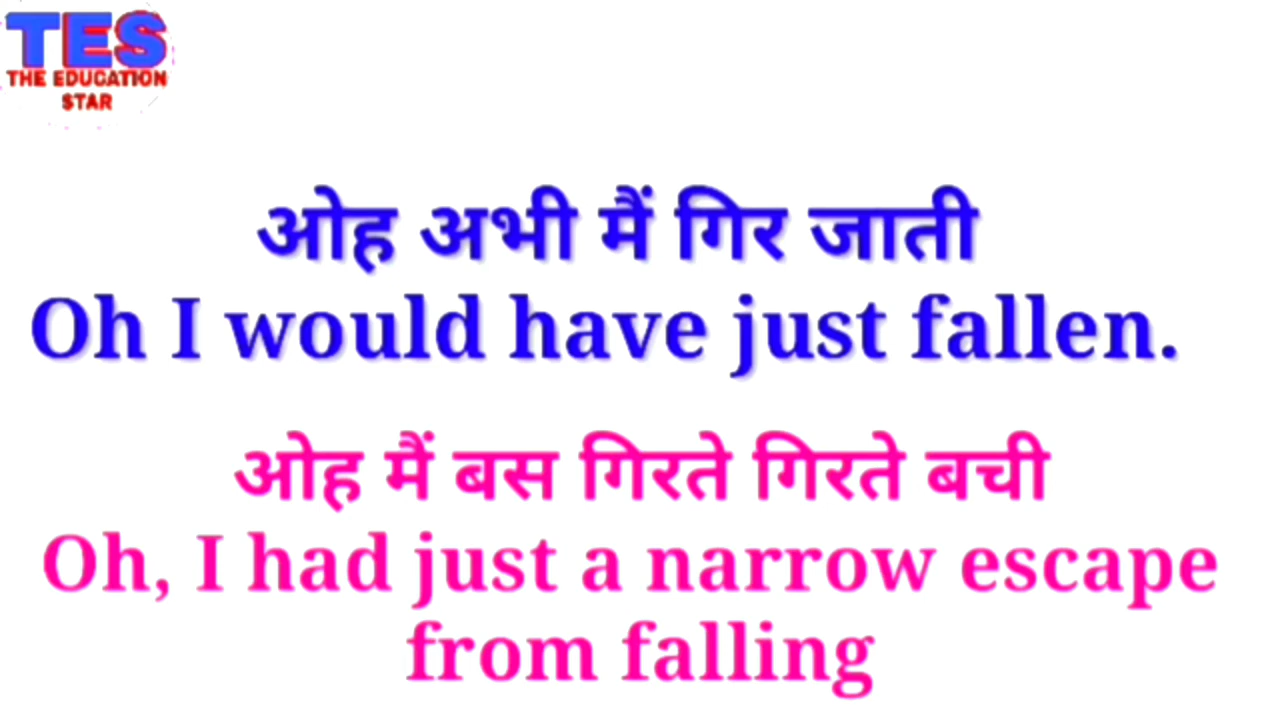 TES
THE EDUCATION
STAR
ओह अभी मैं गिर जाती
Oh I would have just fallen.
ओह मैं बस गिरते गिरते बची
Oh, I had just a narrow escape
from falling